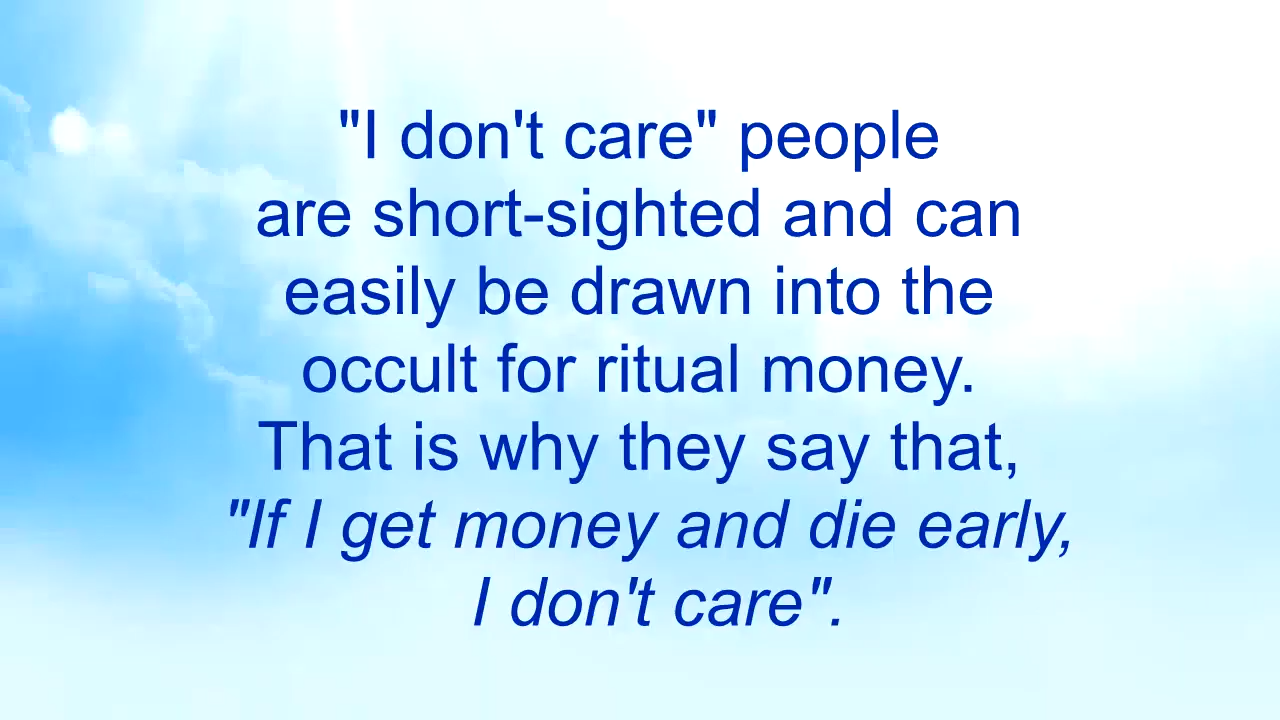 "I don't care" people
are short-sighted and can
easily be drawn into the
occult for ritual money.
That is why they say that,
"If I get money and die early,
I don't care".